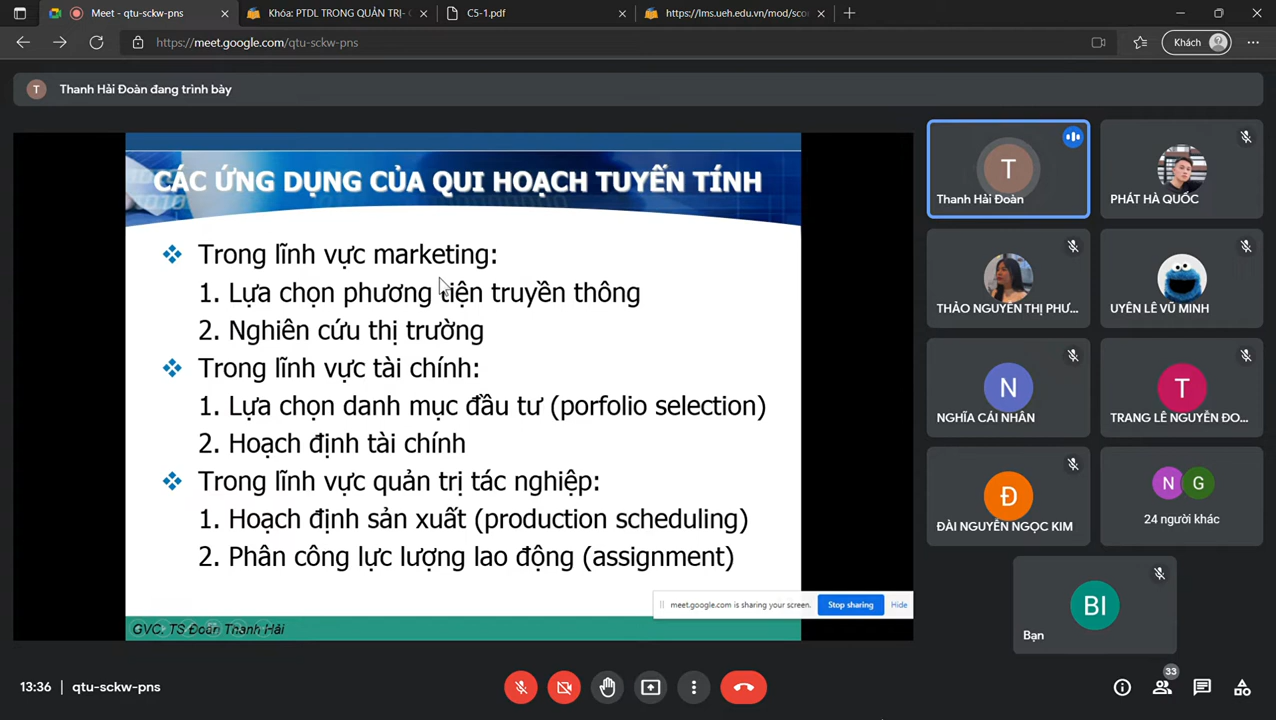 Meet - qtu-sckw-pns
Khóa: PTDL TRONG QUẢN TRỊ-
C5-1.pdf
https://lms.ueh.edu.vn/mod/sco
https://meet.google.com/qtu-sckw-pns
Khách
T
Thanh Hải Đoàn đang trình bày
CÁC ỨNG DỤNG CỦA QUI HOẠCH TUYẾN TÍNH
Trong lĩnh vực marketing:
1. Lựa chọn phương tiện truyền thông
2. Nghiên cứu thị trường
Trong lĩnh vực tài chính:
1. Lựa chọn danh mục đầu tư (porfolio selection)
2. Hoạch định tài chính
Trong lĩnh vực quản trị tác nghiệp:
1. Hoạch định sản xuất (production scheduling)
2. Phân công lực lượng lao động (assignment)
meet.google.com is sharing your screen.
Stop sharing
Hide
GVC. TS Đoàn Thanh Hải
T
Thanh Hải Đoàn
PHÁT HÀ QUỐC
THẢO NGUYỄN THỊ PHƯ...
UYÊN LÊ VŨ MINH
N
NGHĨA CÁI NHÂN
T
TRANG LÊ NGUYỄN ĐO...
Đ
ĐÀI NGUYỄN NGỌC KIM
N G
24 người khác
BI
Bạn
13:36 | qtu-sckw-pns
33